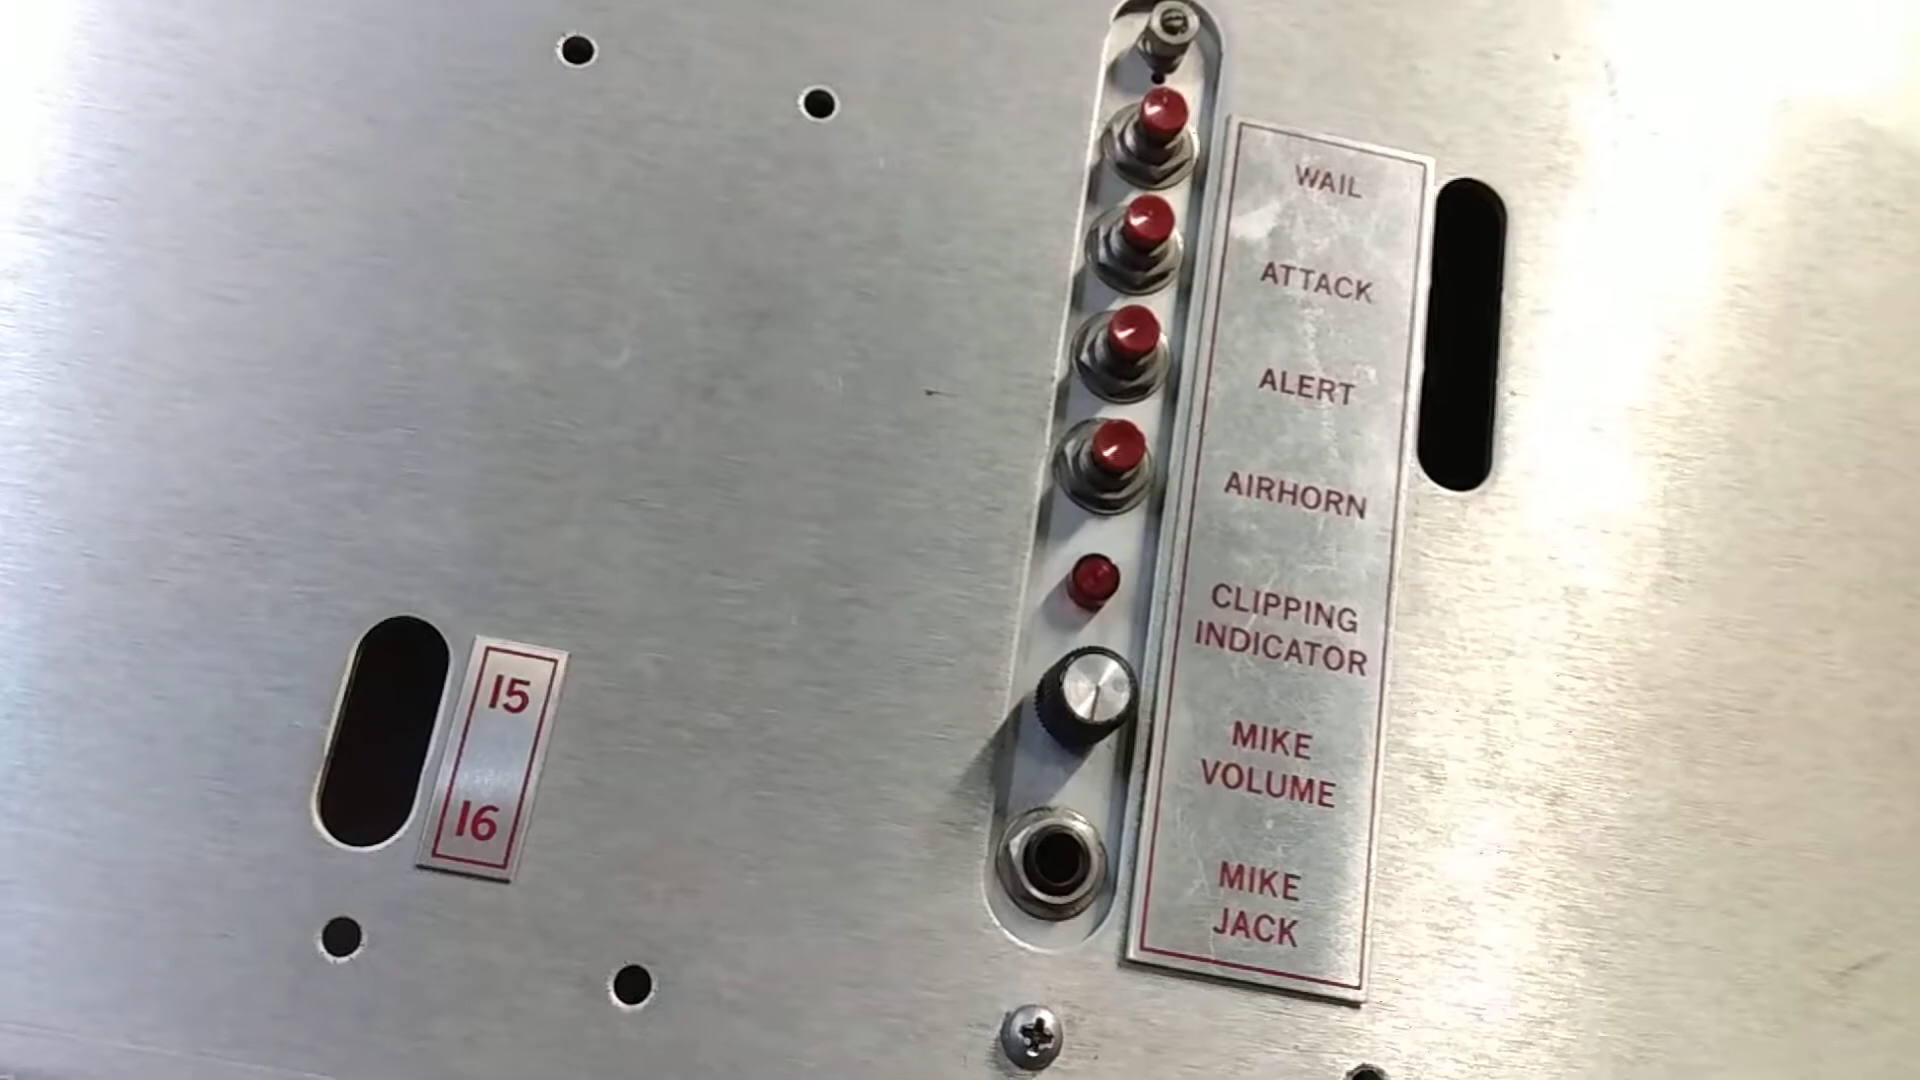 WAIL
ATTACK
ALERT
AIRHORN
CLIPPING
INDICATOR
MIKE
VOLUME
MIKE
JACK
15
16